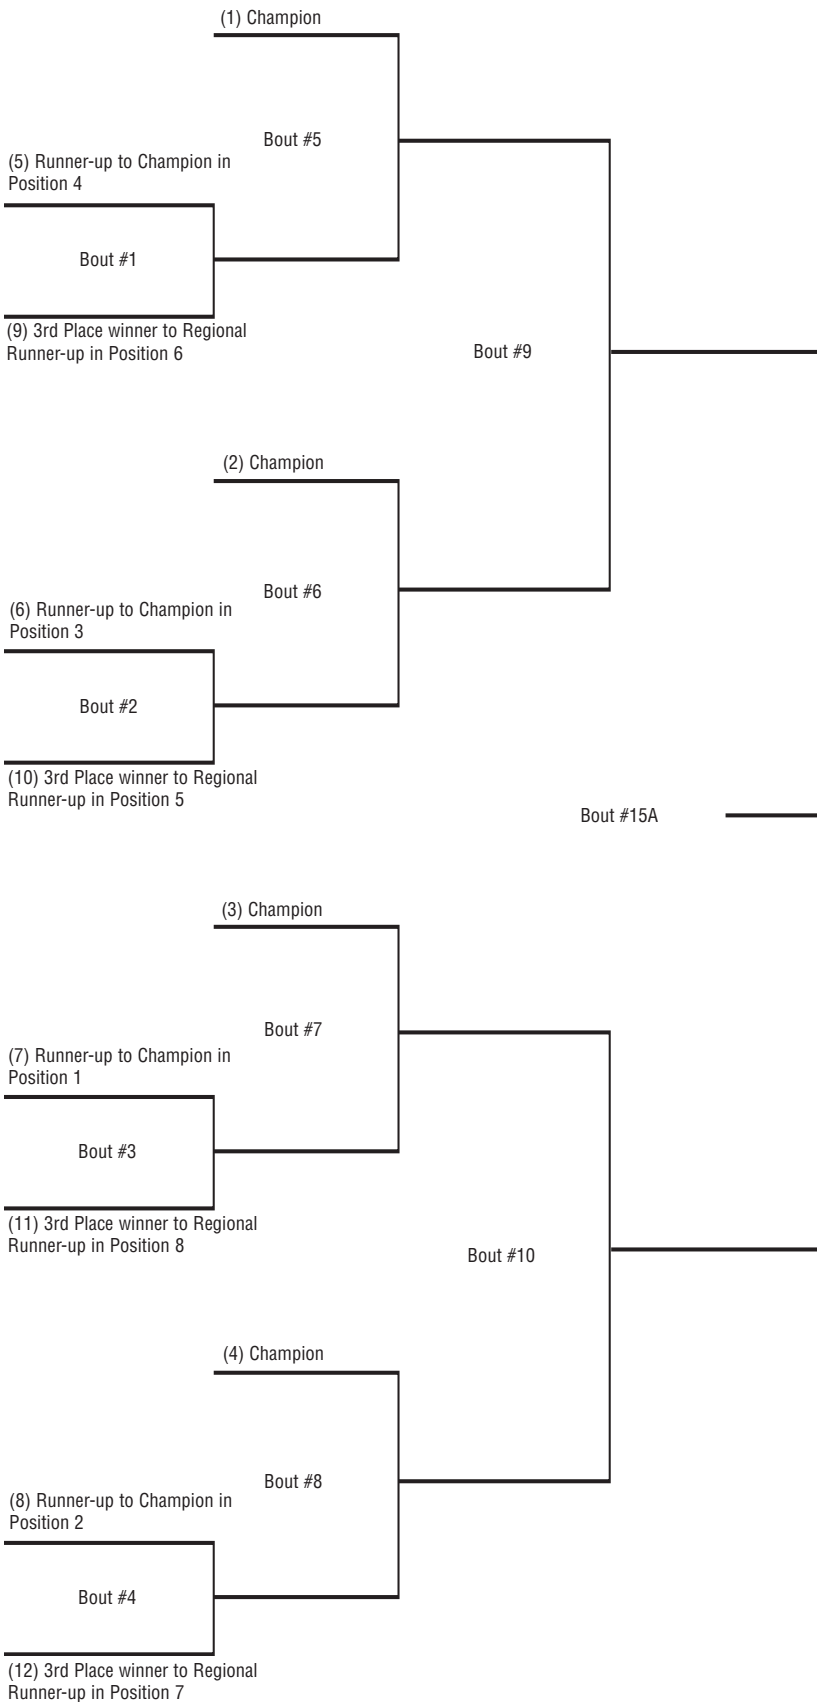 (1) Champion
Bout #5
(5) Runner-up to Champion in
Position 4
Bout #1
(9) 3rd Place winner to Regional
Runner-up in Position 6
Bout #9
(2) Champion
Bout #6
(6) Runner-up to Champion in
Position 3
Bout #2
(10) 3rd Place winner to Regional
Runner-up in Position 5
Bout #15A
(3) Champion
Bout #7
(7) Runner-up to Champion in
Position 1
Bout #3
(11) 3rd Place winner to Regional
Runner-up in Position 8
Bout #10
(4) Champion
Bout #8
(8) Runner-up to Champion in
Position 2
Bout #4
(12) 3rd Place winner to Regional
Runner-up in Position 7